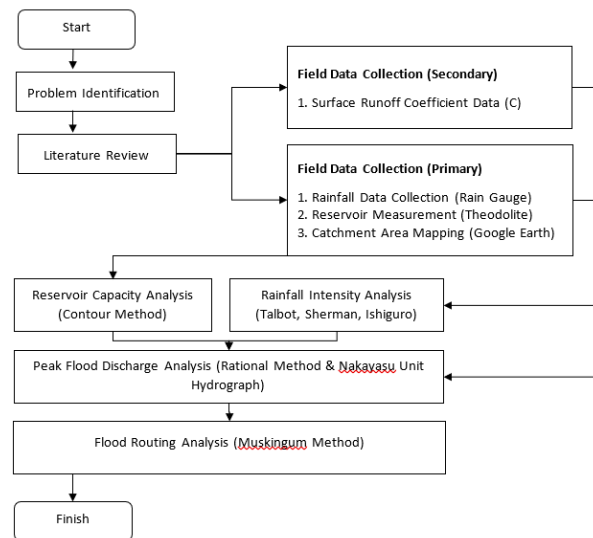 Start
Problem Identification
Literature Review
Field Data Collection (Secondary)
1. Surface Runoff Coefficient Data (C)
Field Data Collection (Primary)
1. Rainfall Data Collection (Rain Gauge)
2. Reservoir Measurement (Theodolite)
3. Catchment Area Mapping (Google Earth)
Reservoir Capacity Analysis
(Contour Method)
Rainfall Intensity Analysis
(Talbot, Sherman, Ishiguro)
Peak Flood Discharge Analysis (Rational Method & Nakayasu Unit
Hydrograph)
Flood Routing Analysis (Muskingum Method)
Finish